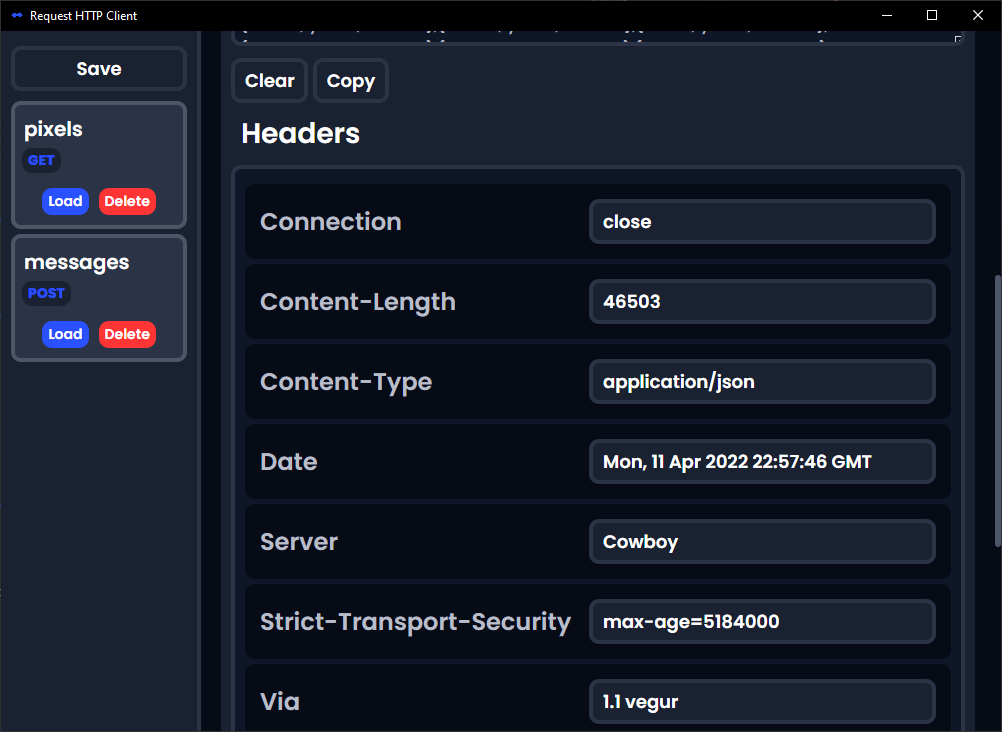 Request HTTP Client
Save
pixels
GET
Load Delete
messages
POST
Load Delete
Clear Copy
Headers
Connection close
Content-Length 46503
Content-Type application/json
Date Mon, 11 Apr 2022 22:57:46 GMT
Server Cowboy
Strict-Transport-Security max-age=5184000
Via 1.1 vegur